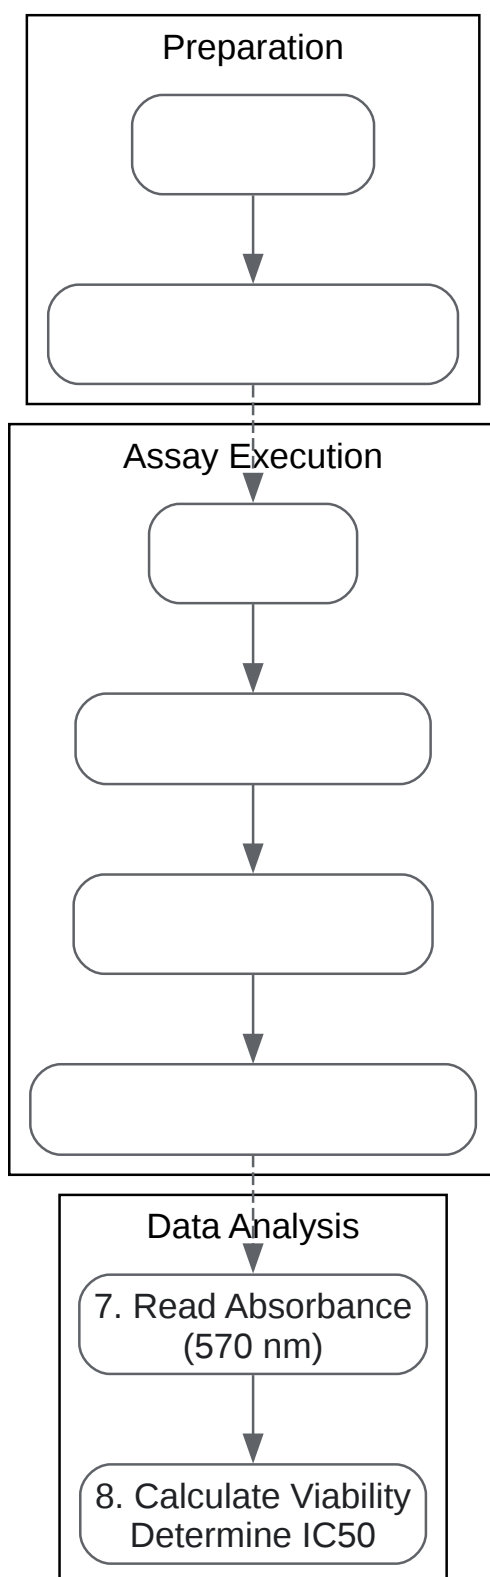 Preparation
Assay Execution
Data Analysis
7. Read Absorbance
(570 nm)
8. Calculate Viability
Determine IC50